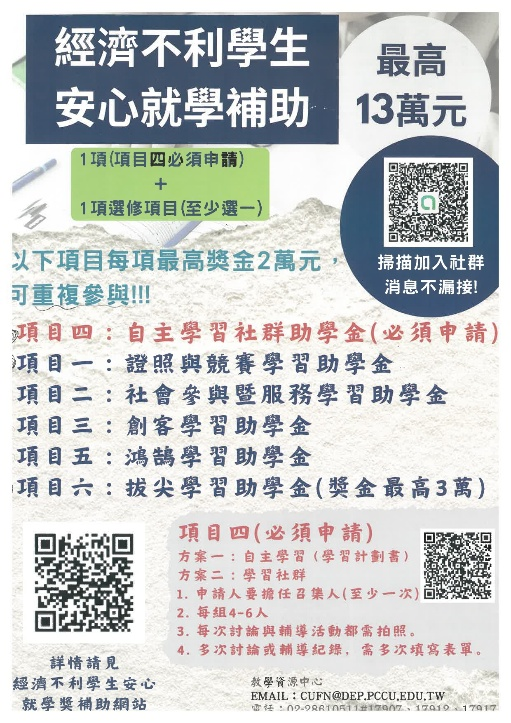 經濟不利學生
安心就學補助
最高
13萬元
1項(項目四必須申請)
+
1項選修項目(至少選一)
掃描加入社群
消息不漏接!
以下項目每項最高獎金2萬元，
可重複參與!!!
項目四：自主學習社群助學金(必須申請)
項目一：證照與競賽學習助學金
項目二：社會參與暨服務學習助學金
項目三：創客學習助學金
項目五：鴻鵠學習助學金
項目六：拔尖學習助學金(獎金最高3萬)
項目四(必須申請)
方案一：自主學習（學習計劃書）
方案二：學習社群
1. 申請人要擔任召集人(至少一次)
2. 每組4-6人
3. 每次討論與輔導活動都需拍照。
4. 多次討論或輔導紀錄，需多次填寫表單。
詳情請見
經濟不利學生安心
就學獎補助網站
教學資源中心
EMAIL：CUFN@DEP.PCCU.EDU.TW
電話：02-28610511#17907、17912、17917